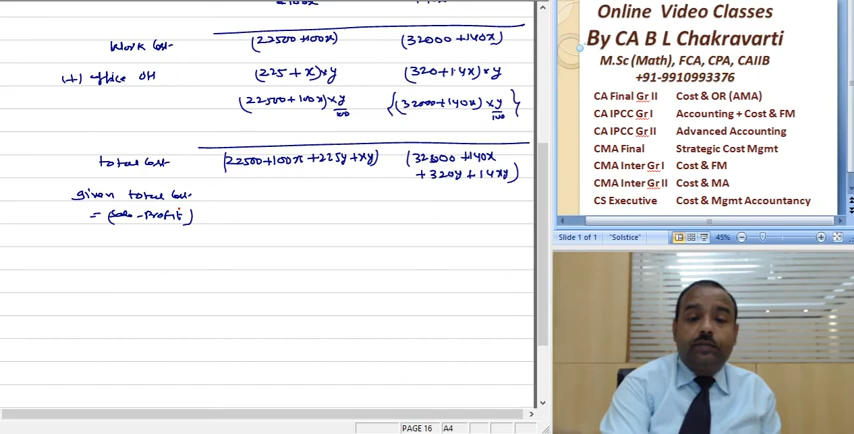 Work Cost (22500+100x) (32000+140x)
(+) office OH (225+x)*y (320+1.4x)*y
(22500+100x)*y/100 {(32000+140x)*y/100}
total Cost (22500+100x+225y+xy) (32000+140x
+320y+1.4xy)
given total Cost
= (Sale-Profit)
Online Video Classes
By CA B L Chakravarti
M.Sc (Math), FCA, CPA, CAIIB
+91-9910993376
CA Final Gr II Cost & OR (AMA)
CA IPCC Gr I Accounting + Cost & FM
CA IPCC Gr II Advanced Accounting
CMA Final Strategic Cost Mgmt
CMA Inter Gr I Cost & FM
CMA Inter Gr II Cost & MA
CS Executive Cost & Mgmt Accountancy
Slide 1 of 1 "Solstice" 45%
PAGE 16 A4